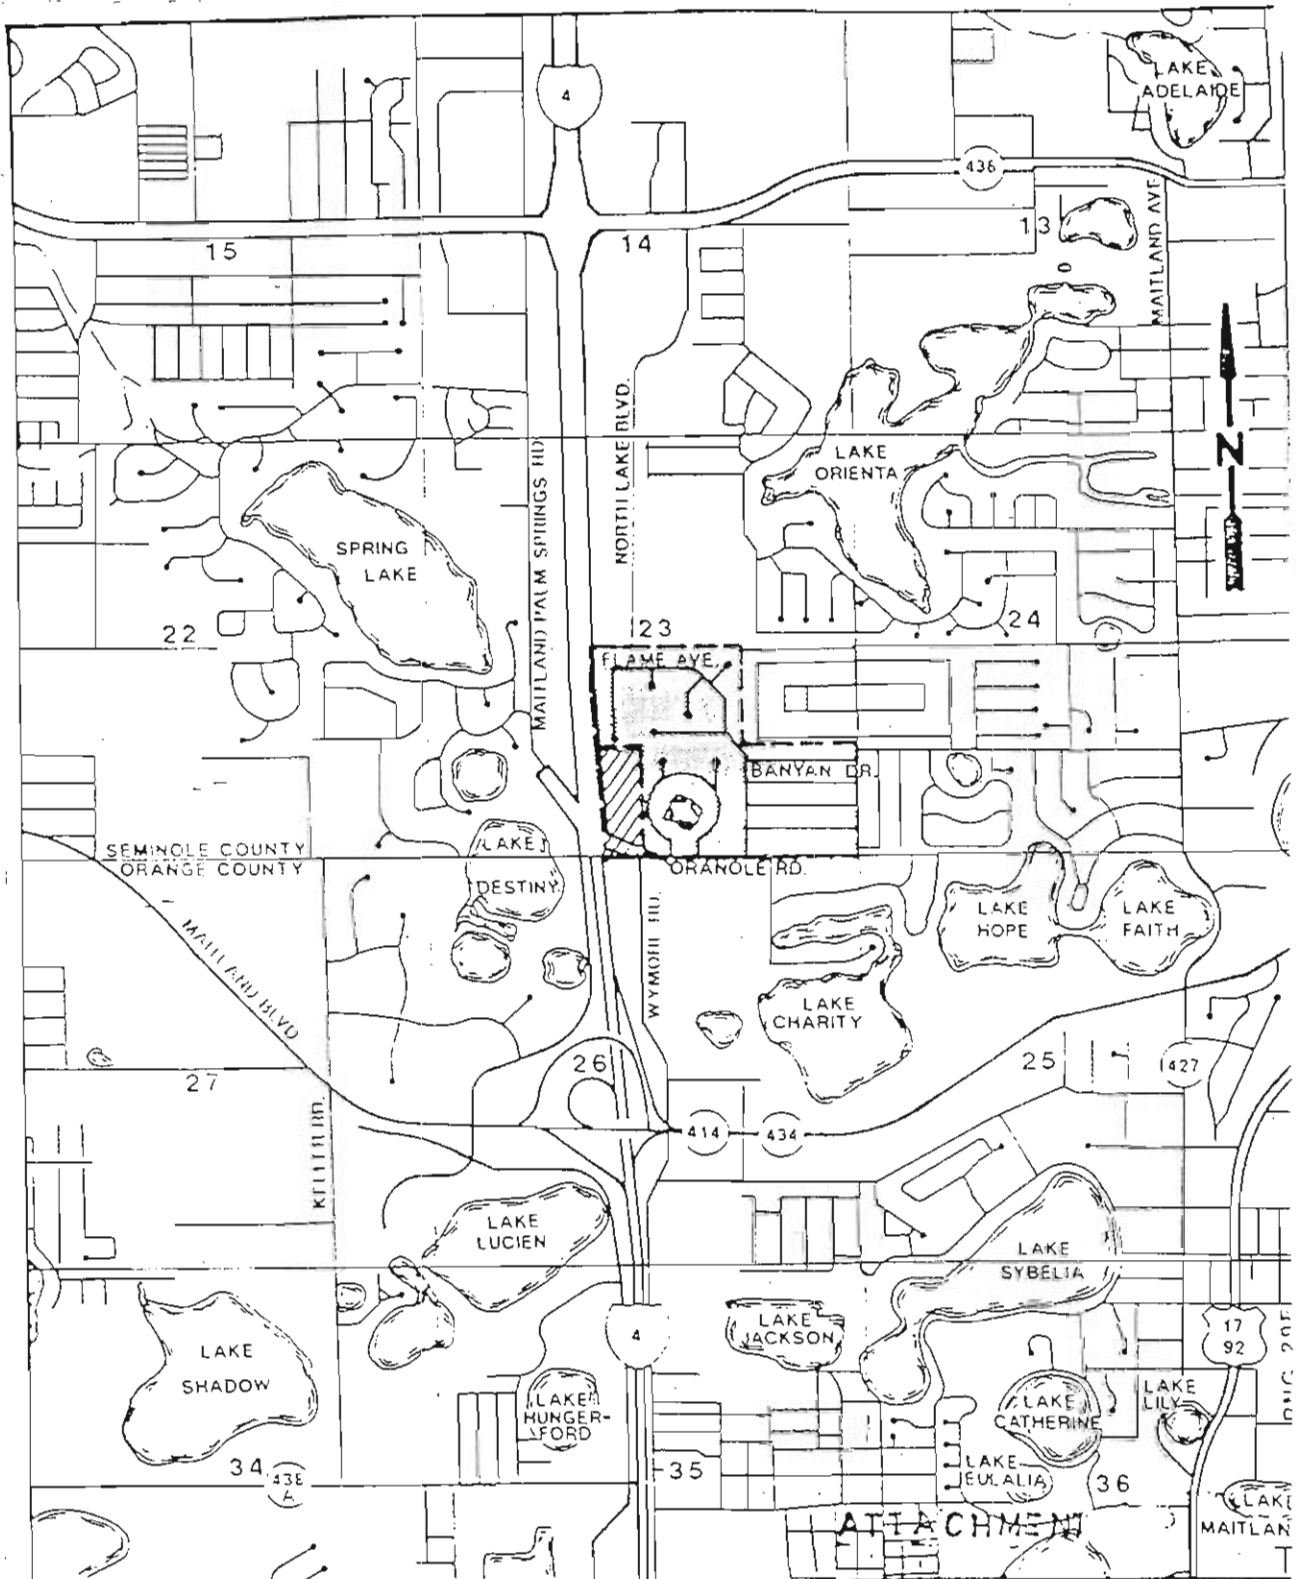 LAKE
ADELAIDE
4
436
MAITLAND AVE
13
15
14
NORTH LAKE BLVD.
MAITLAND PALM SPRINGS RD
LAKE
ORIENTA
N
SPRING
LAKE
22
23
24
FLAME AVE.
BANYAN DR.
SEMINOLE COUNTY
ORANGE COUNTY
LAKE
DESTINY
ORANOLE RD.
WYMORE RD.
LAKE
HOPE
LAKE
FAITH
MAITLAND BLVD
LAKE
CHARITY
27
26
25
427
KELLER RD.
414
434
LAKE
LUCIEN
LAKE
SYBELIA
4
LAKE
JACKSON
17
92
LAKE
SHADOW
LAKE
HUNGER-
FORD
LAKE
CATHERINE
LAKE
LILY
34
35
LAKE
EULALIA
36
LAKE
MAITLAN
ATTACHMENT